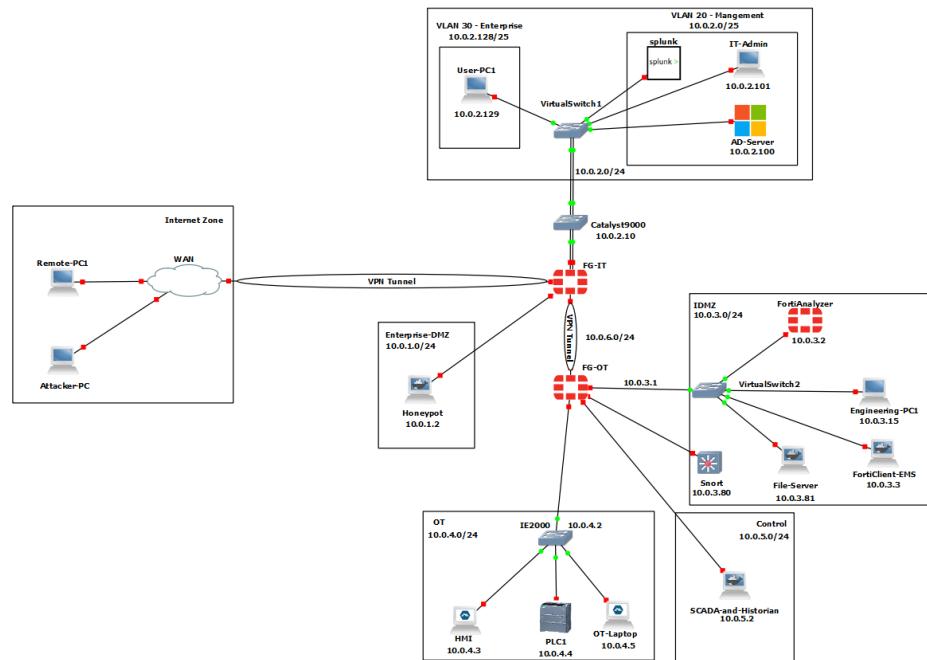 VLAN 30 - Enterprise
10.0.2.128/25
VLAN 20 - Mangement
10.0.2.0/25
User-PC1
10.0.2.129
splunk
splunk >
IT-Admin
10.0.2.101
VirtualSwitch1
AD-Server
10.0.2.100
10.0.2.0/24
Catalyst9000
10.0.2.10
Internet Zone
WAN
Remote-PC1
Attacker-PC
VPN Tunnel
FG-IT
Enterprise-DMZ
10.0.1.0/24
Honeypot
10.0.1.2
VPN Tunnel
10.0.6.0/24
FG-OT
IDMZ
10.0.3.0/24
FortiAnalyzer
10.0.3.2
10.0.3.1
VirtualSwitch2
Engineering-PC1
10.0.3.15
FortiClient-EMS
10.0.3.3
File-Server
10.0.3.81
Snort
10.0.3.80
OT
10.0.4.0/24
IE2000
10.0.4.2
HMI
10.0.4.3
PLC1
10.0.4.4
OT-Laptop
10.0.4.5
Control
10.0.5.0/24
SCADA-and-Historian
10.0.5.2